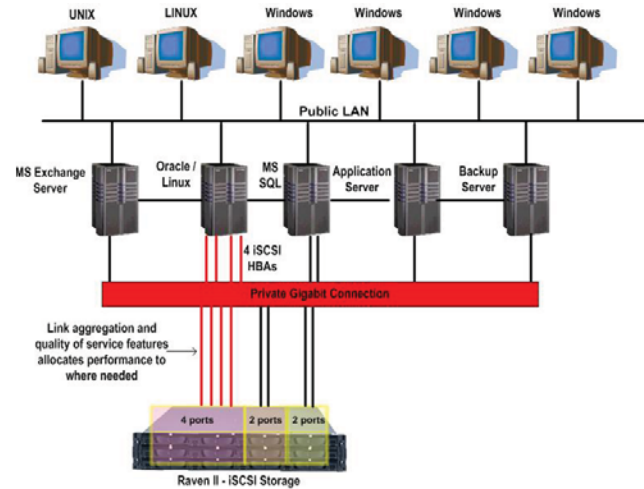 UNIX
LINUX
Windows
Windows
Windows
Windows
Public LAN
MS Exchange
Server
Oracle /
Linux
MS
SQL
Application
Server
Backup
Server
4 iSCSI
HBAs
Private Gigabit Connection
Link aggregation and
quality of service features
allocates performance to
where needed
4 ports
2 ports
2 ports
Raven II - iSCSI Storage